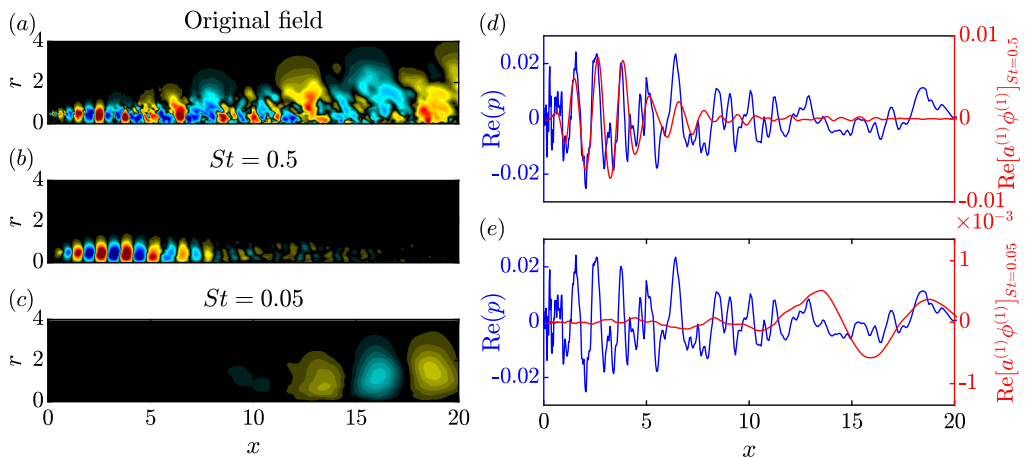 (a) Original field
4
2
0
r
(b) St = 0.5
4
2
0
r
(c) St = 0.05
4
2
0
r
0 5 10 15 20
x
(d)
0.02
0
-0.02
Re(p)
0.01
0
-0.01
Re[a⁽¹⁾ϕ⁽¹⁾]St=0.5
×10⁻³
(e)
0.02
0
-0.02
Re(p)
1
0
-1
Re[a⁽¹⁾ϕ⁽¹⁾]St=0.05
0 5 10 15 20
x